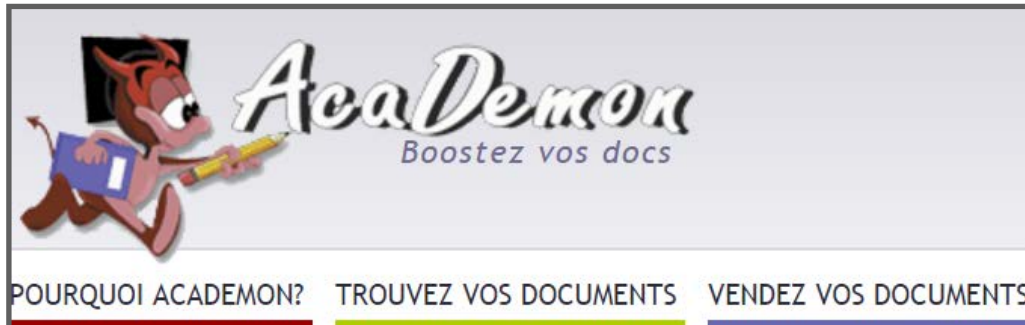 AcaDemon
Boostez vos docs
POURQUOI ACADEMON? TROUVEZ VOS DOCUMENTS VENDEZ VOS DOCUMENTS